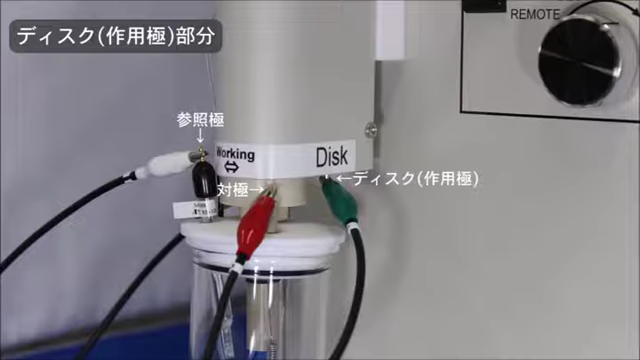 ディスク(作用極)部分
REMOTE
参照極
↓
Working
⇔
Disk
対極→
←ディスク(作用極)